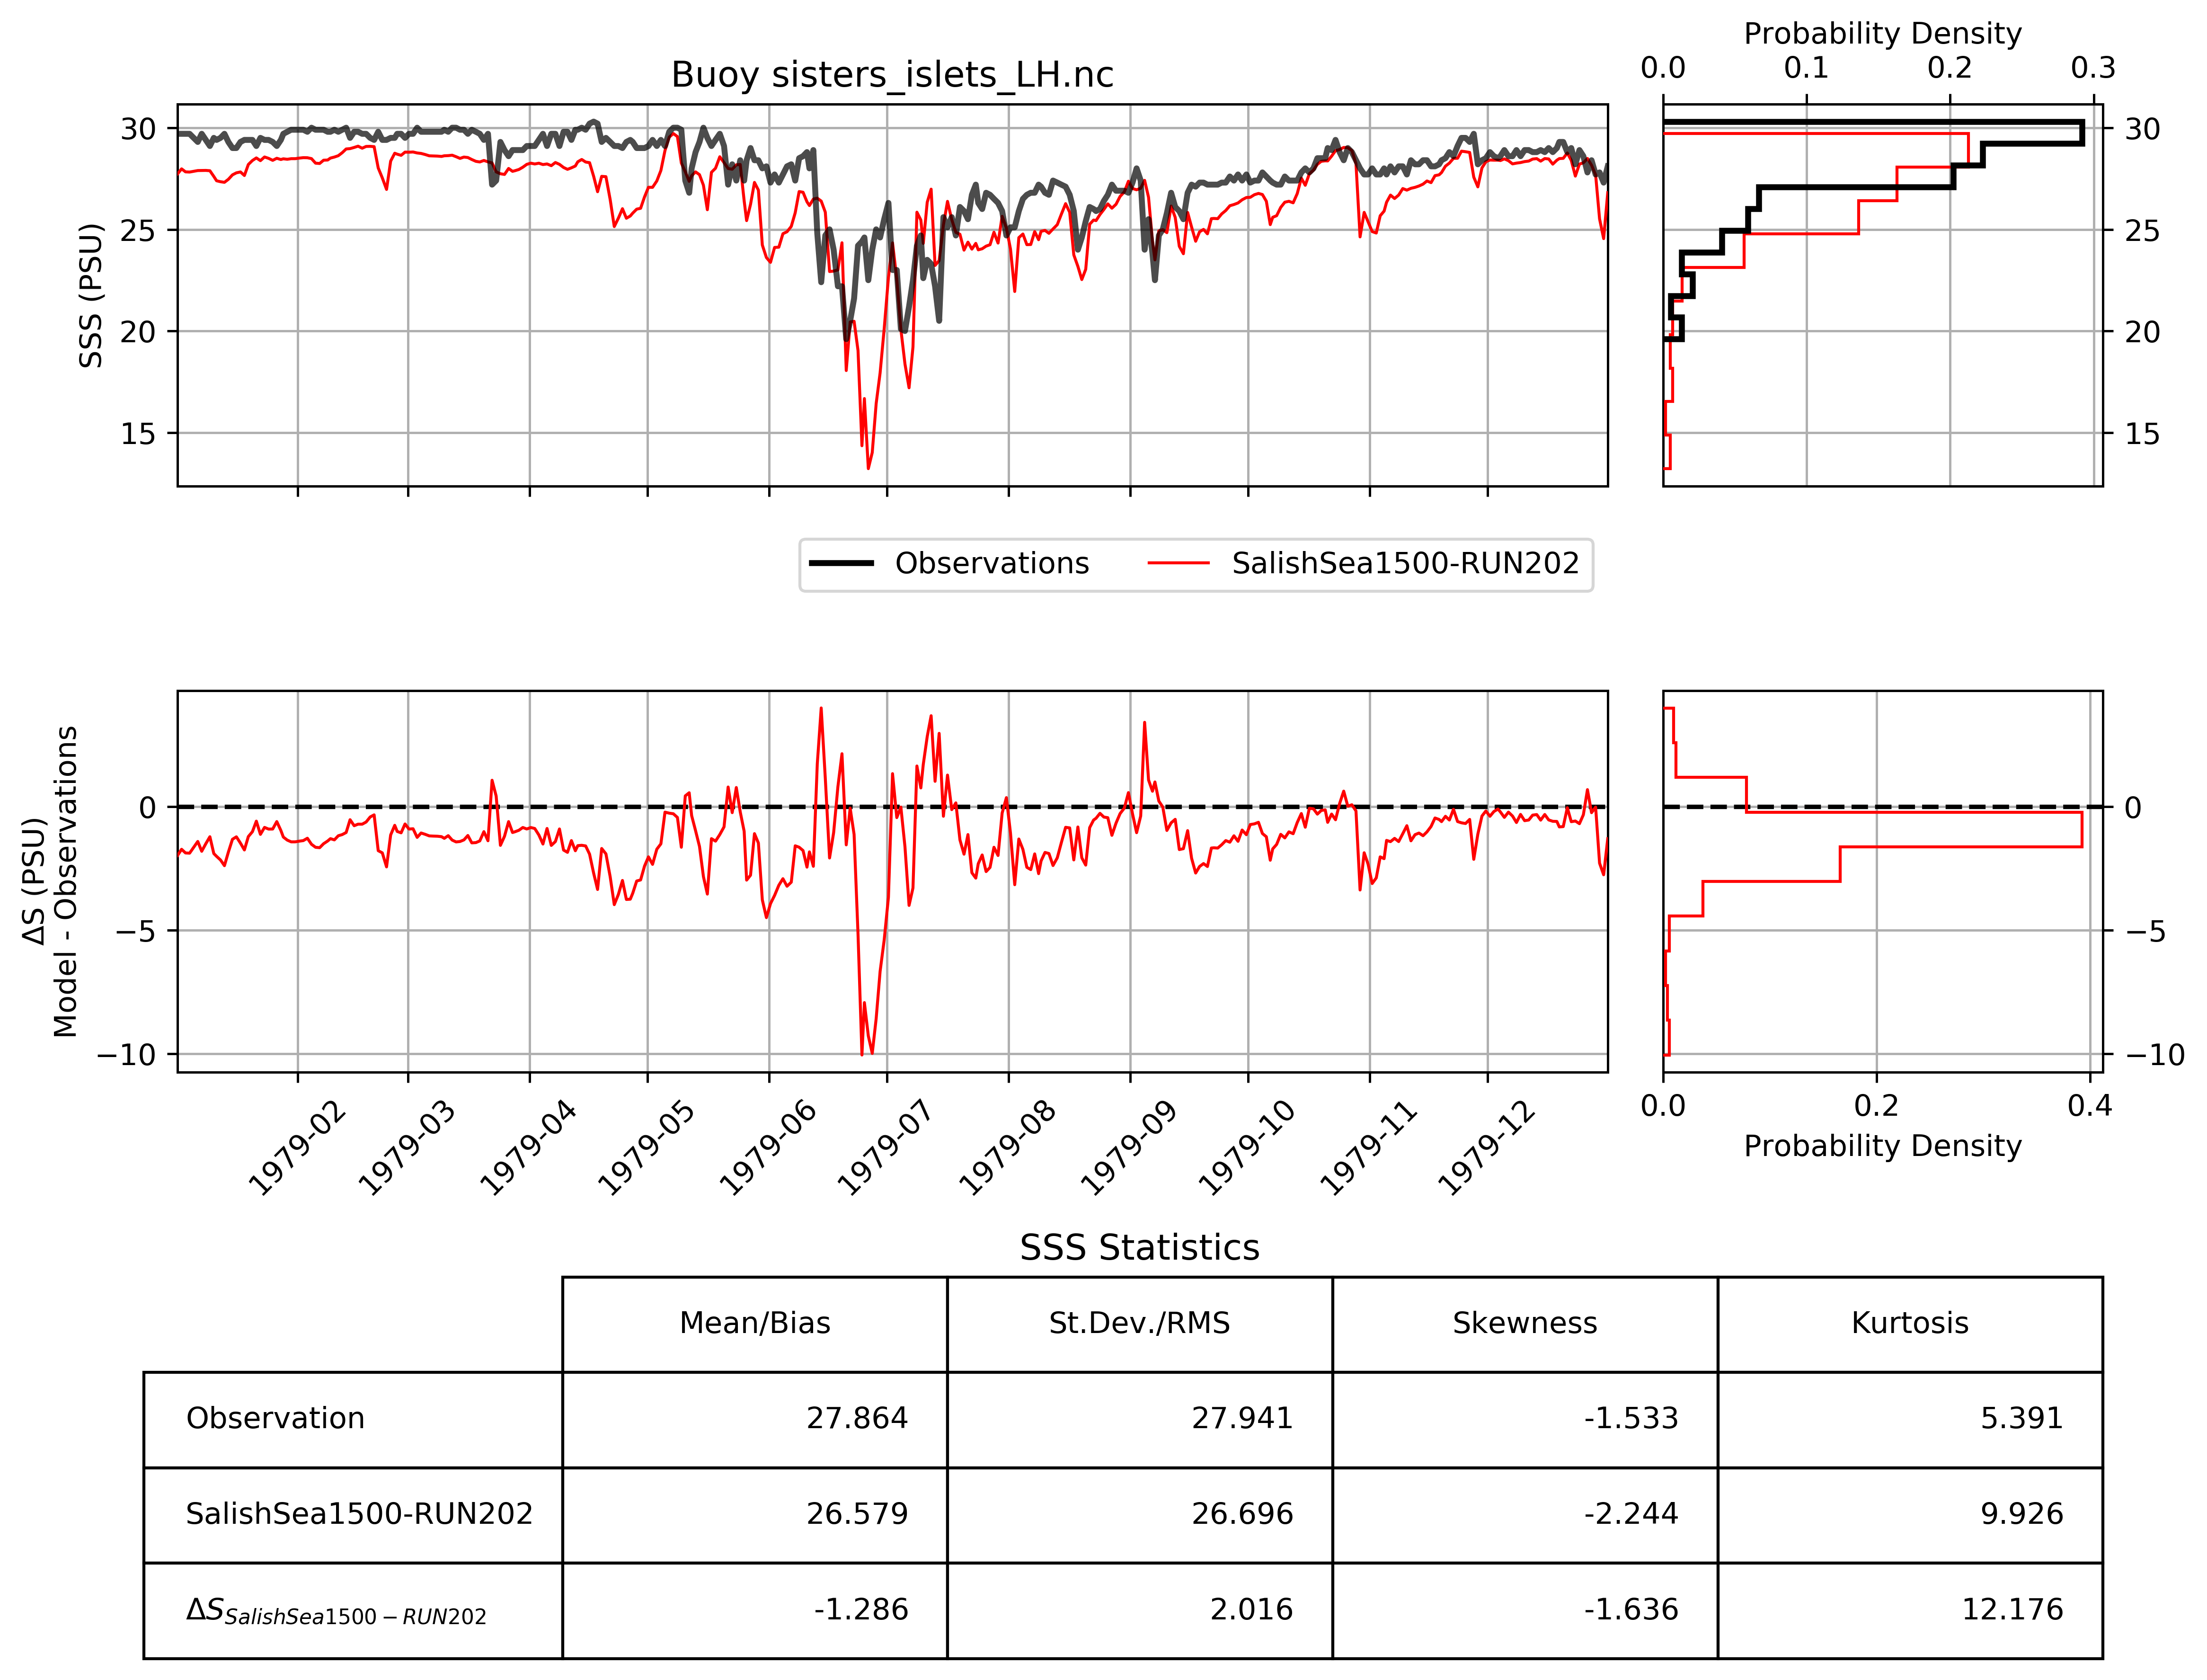 Probability Density
0.0 0.1 0.2 0.3
Buoy sisters_islets_LH.nc
30
25
20
15
SSS (PSU)
30
25
20
15
Observations SalishSea1500-RUN202
0
−5
−10
ΔS (PSU)
Model - Observations
0
−5
−10
1979-02 1979-03 1979-04 1979-05 1979-06 1979-07 1979-08 1979-09 1979-10 1979-11 1979-12
0.0 0.2 0.4
Probability Density
SSS Statistics
Mean/Bias St.Dev./RMS Skewness Kurtosis
Observation 27.864 27.941 -1.533 5.391
SalishSea1500-RUN202 26.579 26.696 -2.244 9.926
ΔS SalishSea1500−RUN202 -1.286 2.016 -1.636 12.176